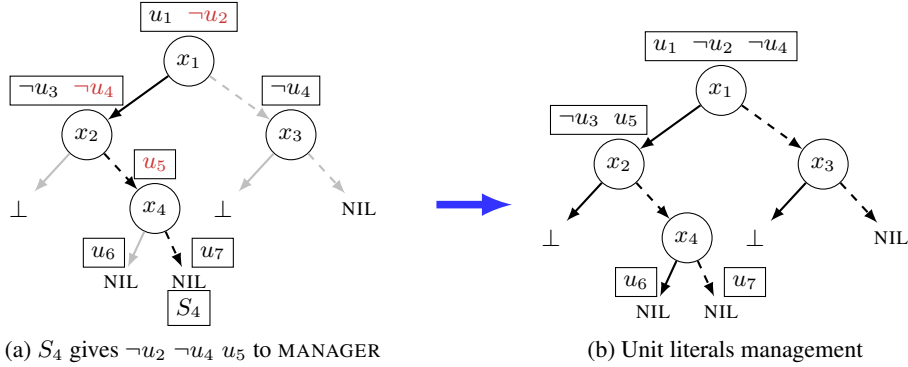 u₁ ¬u₂
x₁
¬u₃ ¬u₄
¬u₄
x₂
x₃
u₅
⊥
x₄
⊥
NIL
u₆
u₇
NIL
NIL
S₄
(a) S₄ gives ¬u₂ ¬u₄ u₅ to MANAGER
u₁ ¬u₂ ¬u₄
x₁
¬u₃ u₅
x₂
x₃
⊥
x₄
⊥
NIL
u₆
u₇
NIL
NIL
(b) Unit literals management